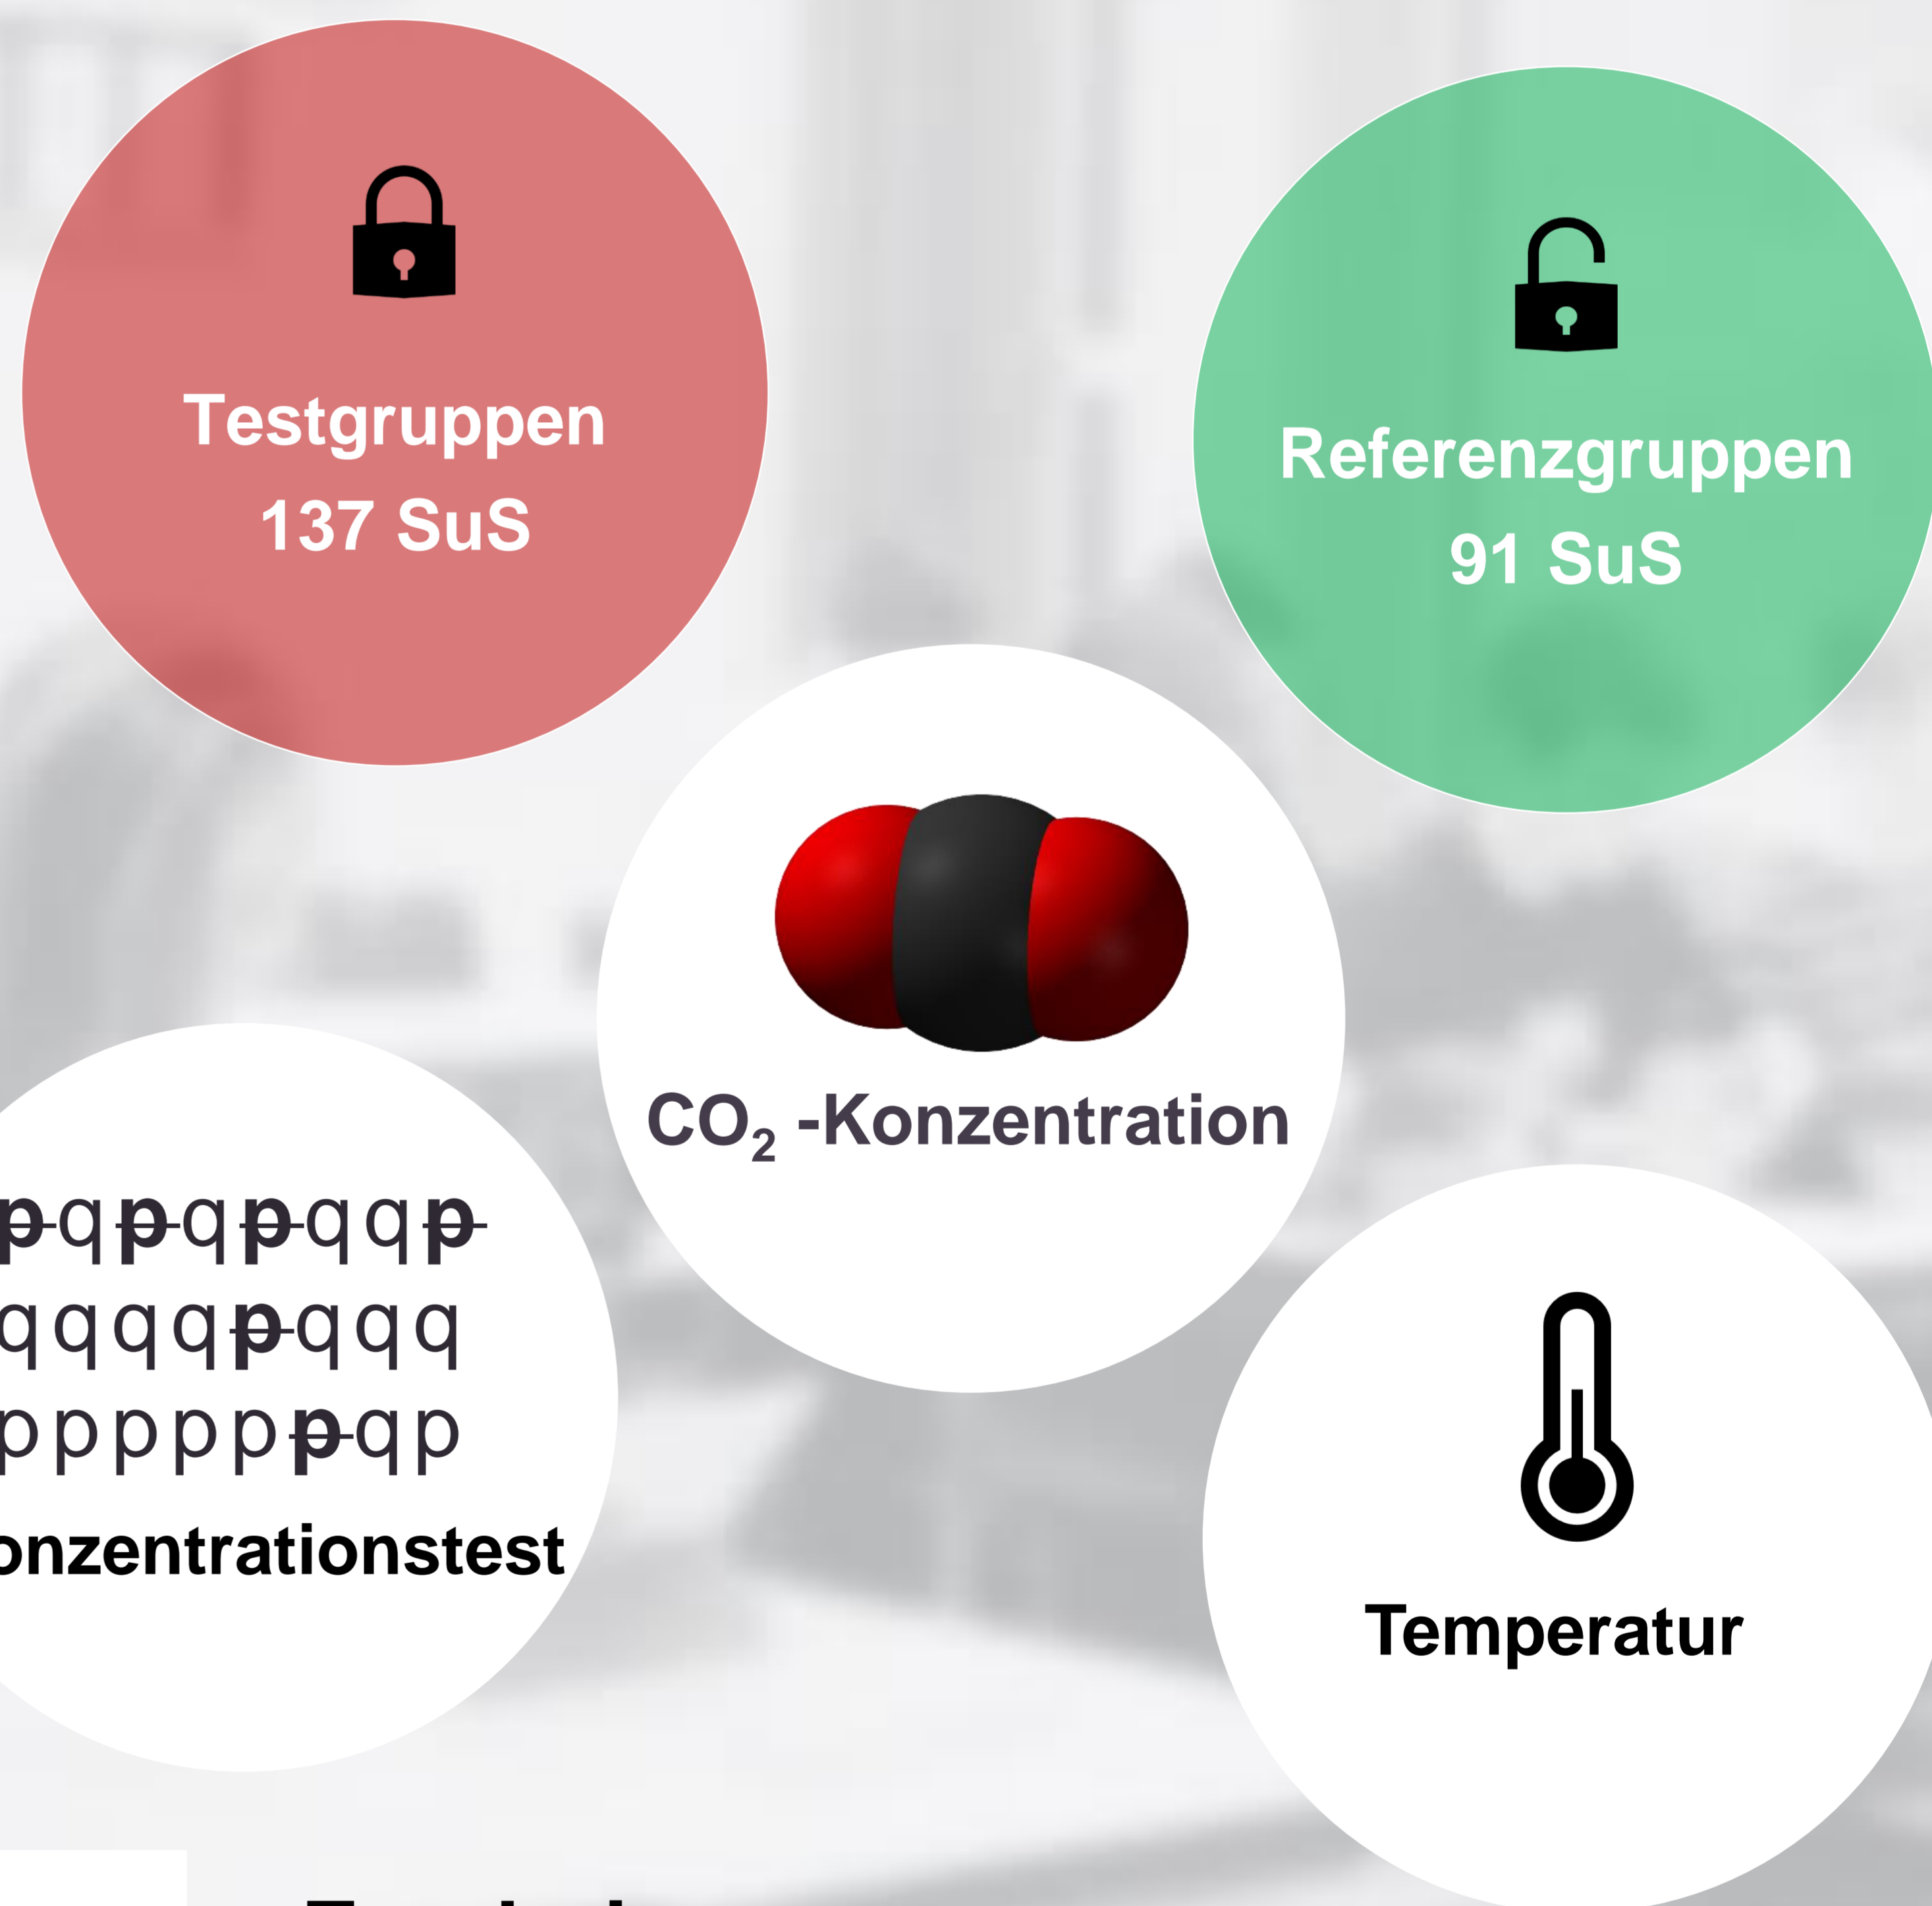 Testgruppen
137 SuS
Referenzgruppen
91 SuS
CO₂ -Konzentration
pqpqpqqp
qqqqpqqq
ppppppqp
onzentrationstest
Temperatur